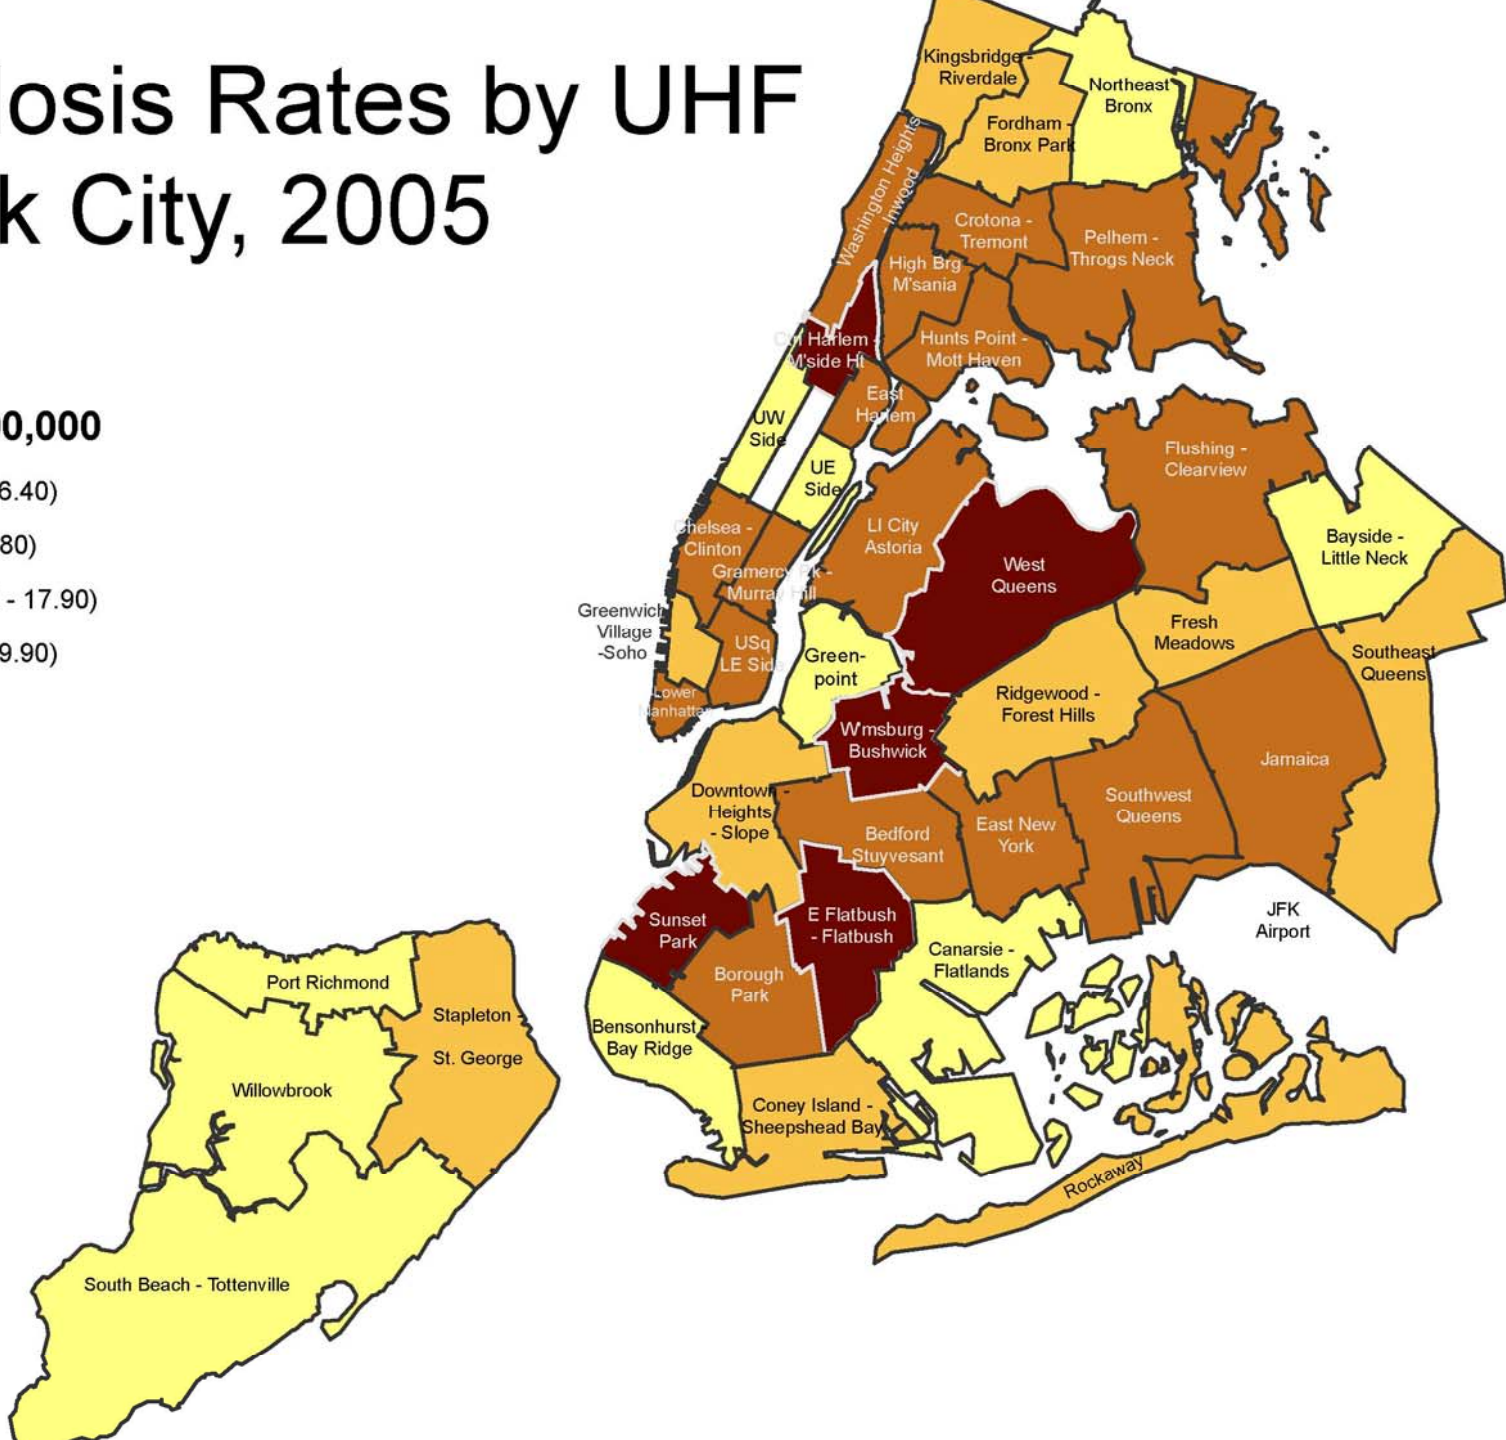 losis Rates by UHF
k City, 2005
00,000
6.40)
80)
- 17.90)
9.90)
Kingsbridge -
Riverdale
Northeast
Bronx
Fordham -
Bronx Park
Washington Heights
- Inwood
Crotona -
Tremont
Pelhem -
Throgs Neck
High Brg
M'sania
Hunts Point -
Mott Haven
Ctrl Harlem -
M'side Ht
East
Harlem
UW
Side
UE
Side
Flushing -
Clearview
Chelsea -
Clinton
LI City
Astoria
Bayside -
Little Neck
Gramercy Pk -
Murray Hill
West
Queens
Greenwich
Village
-Soho
USq
LE Side
Fresh
Meadows
Southeast
Queens
Green-
point
Lower
Manhattan
Ridgewood -
Forest Hills
W'msburg -
Bushwick
Jamaica
Downtown -
Heights
- Slope
Southwest
Queens
Bedford
Stuyvesant
East New
York
Sunset
Park
E Flatbush
- Flatbush
JFK
Airport
Canarsie -
Flatlands
Borough
Park
Port Richmond
Stapleton -
St. George
Bensonhurst -
Bay Ridge
Willowbrook
Coney Island -
Sheepshead Bay
Rockaway
South Beach - Tottenville